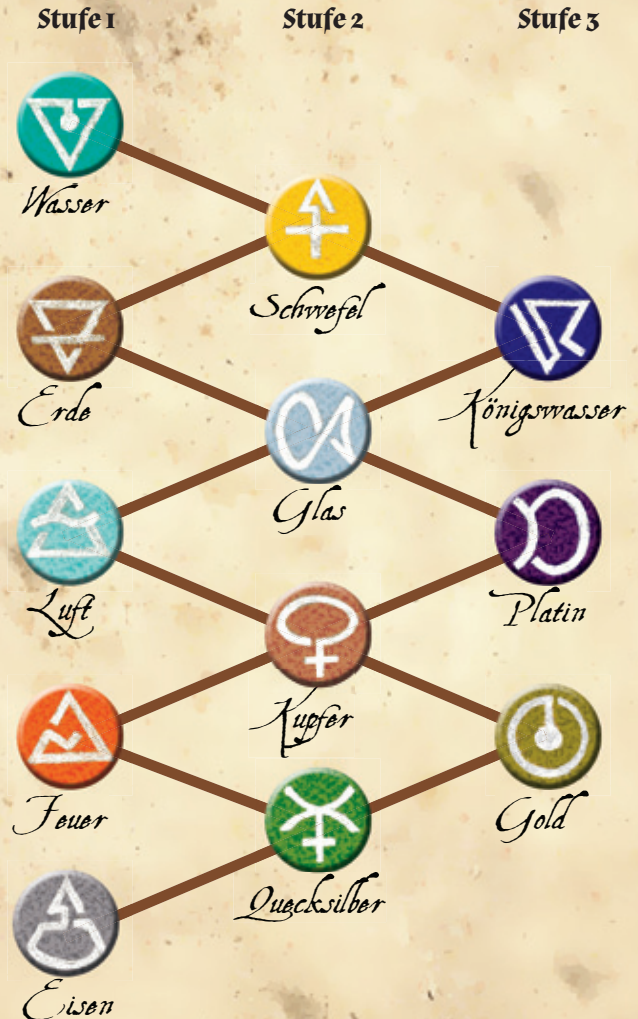 Stufe 1 Stufe 2 Stufe 3
Wasser
Schwefel
Erde
Königswasser
Glas
Luft
Platin
Kupfer
Feuer
Gold
Quecksilber
Eisen